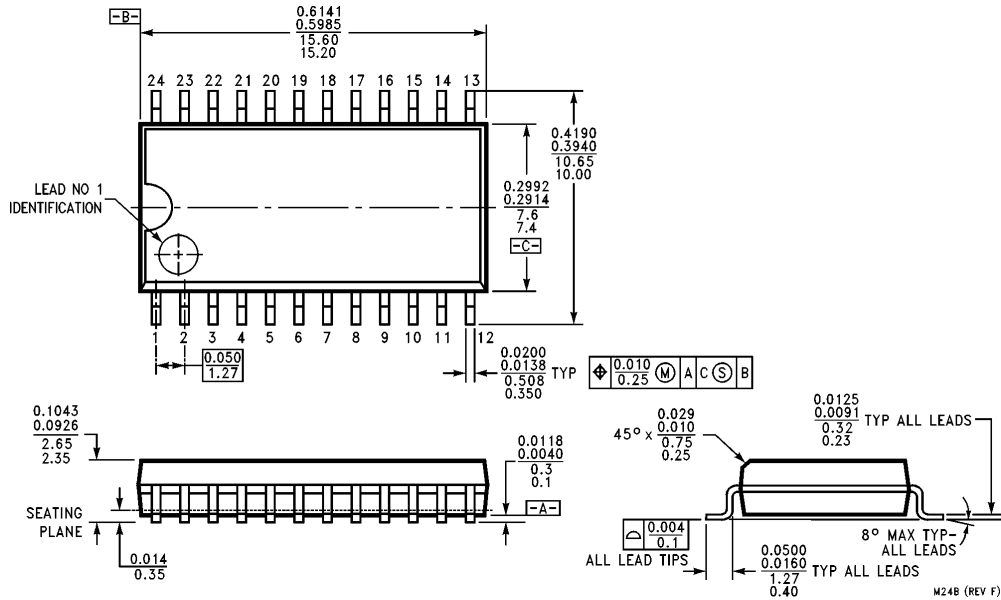 -B-
0.6141
0.5985
15.60
15.20
24 23 22 21 20 19 18 17 16 15 14 13
0.4190
0.3940
10.65
10.00
LEAD NO 1
IDENTIFICATION
0.2992
0.2914
7.6
7.4
-C-
1 2 3 4 5 6 7 8 9 10 11 12
0.050
1.27
0.0200
0.0138
0.508
0.350
TYP
⌖ 0.010 Ⓜ A C Ⓢ B
0.25
0.1043
0.0926
2.65
2.35
0.0118
0.0040
0.3
0.1
-A-
SEATING
PLANE
0.014
0.35
45° x
0.029
0.010
0.75
0.25
0.0125
0.0091
0.32
0.23
TYP ALL LEADS
0.004
0.1
ALL LEAD TIPS
0.0500
0.0160
1.27
0.40
TYP ALL LEADS
8° MAX TYP-
ALL LEADS
M24B (REV F)